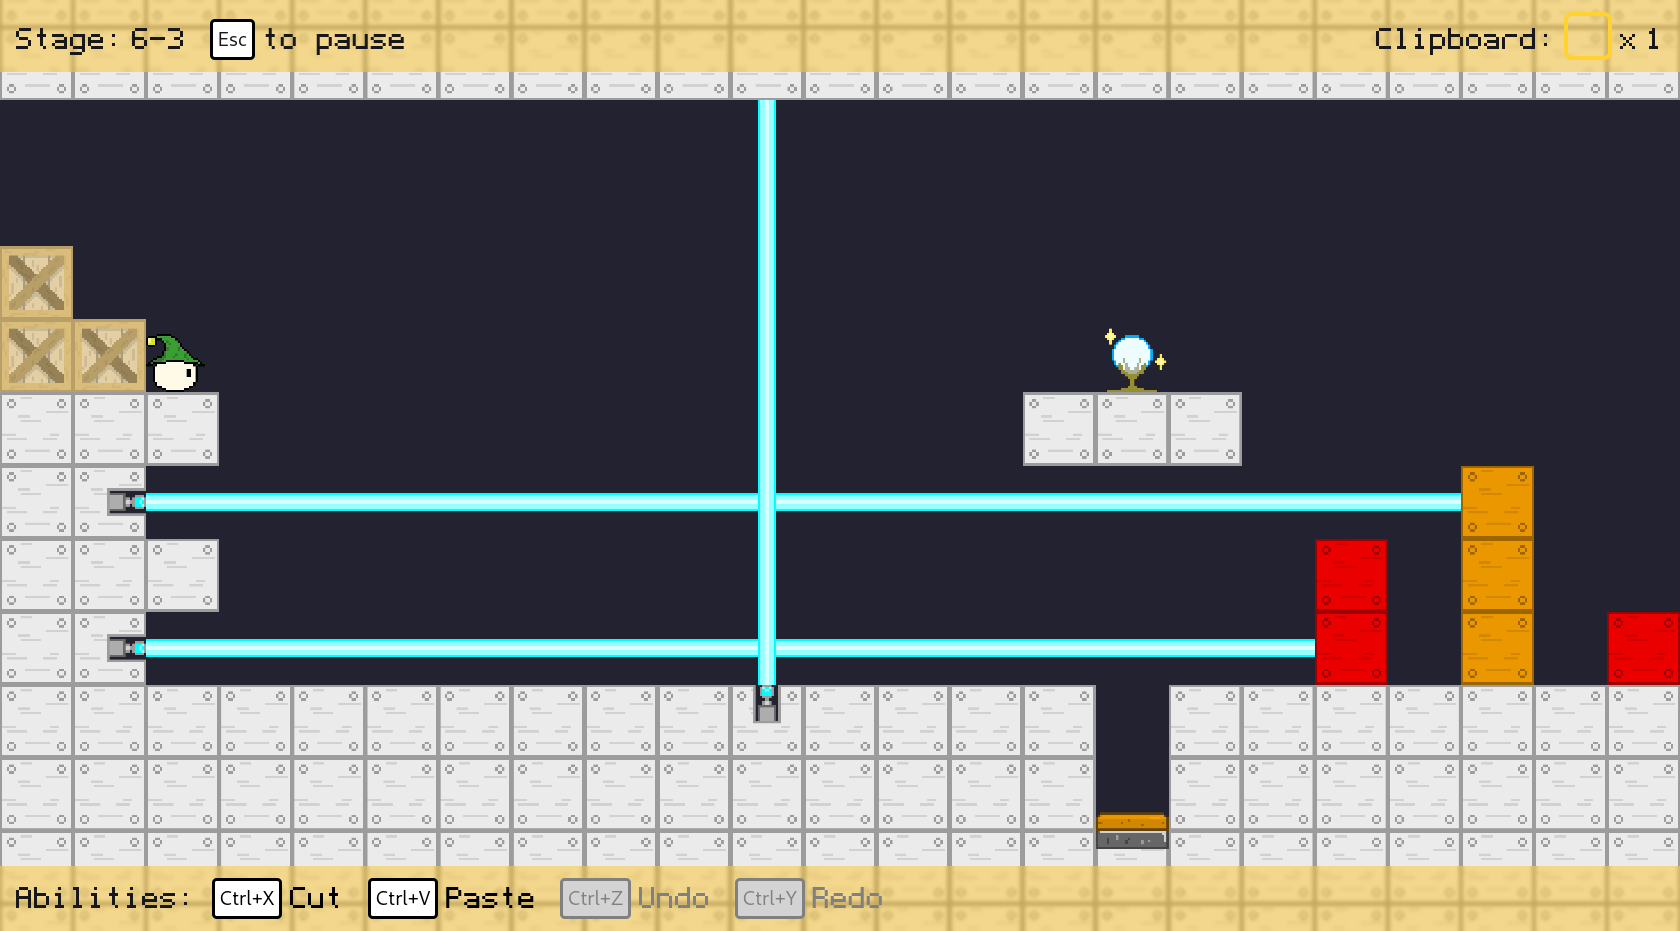 Stage: 6-3 Esc to pause Clipboard: x 1
Abilities: Ctrl+X Cut Ctrl+V Paste Ctrl+Z Undo Ctrl+Y Redo